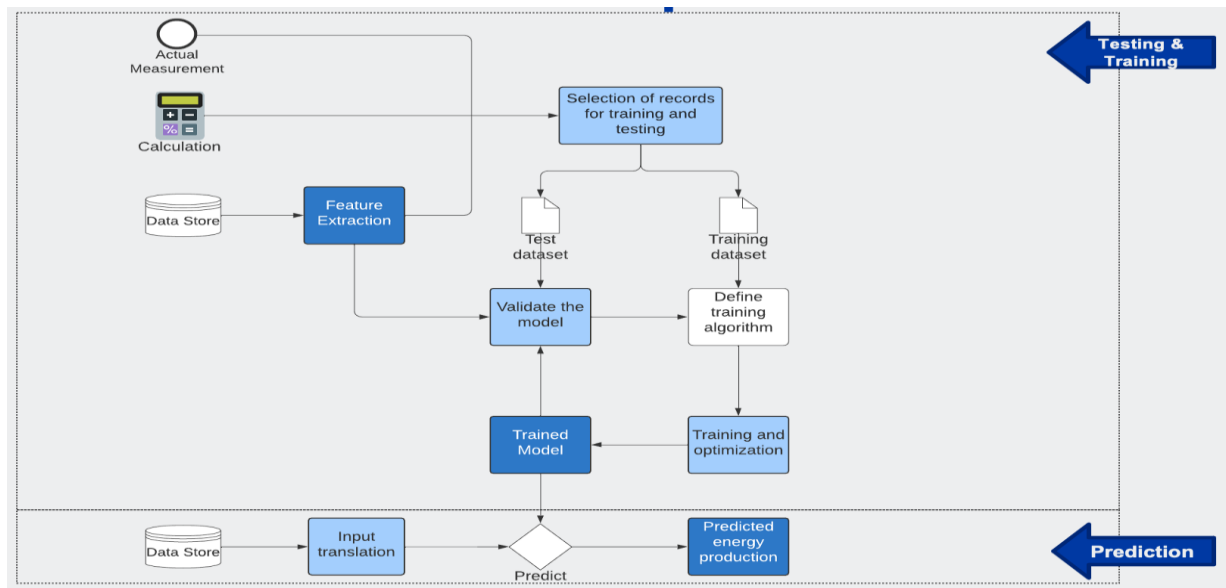 Testing &
Training
Actual
Measurement
Selection of records
for training and
testing
+ −
% =
Calculation
Data Store
Feature
Extraction
Test
dataset
Training
dataset
Validate the
model
Define
training
algorithm
Trained
Model
Training and
optimization
Data Store
Input
translation
Predict
Predicted
energy
production
Prediction